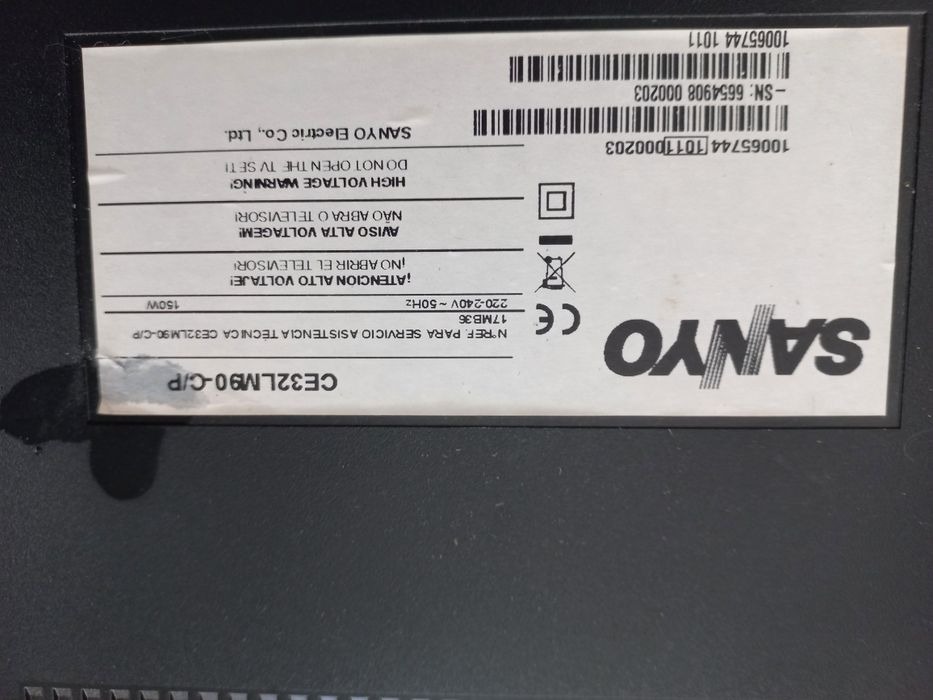 SANYO
CE32LM90-C/P
N°REF. PARA SERVICIO ASISTENCIA TÉCNICA CE32LM90-C/P
17MB36
220-240V ~ 50Hz 150W
¡ATENCION ALTO VOLTAJE!
¡NO ABRIR EL TELEVISOR!
AVISO ALTA VOLTAGEM!
NÃO ABRA O TELEVISOR!
HIGH VOLTAGE WARNING!
DO NOT OPEN THE TV SET!
SANYO Electric Co., Ltd.
CE
10065744 1011 000203
- SN: 6654908 000203
10065744 1011